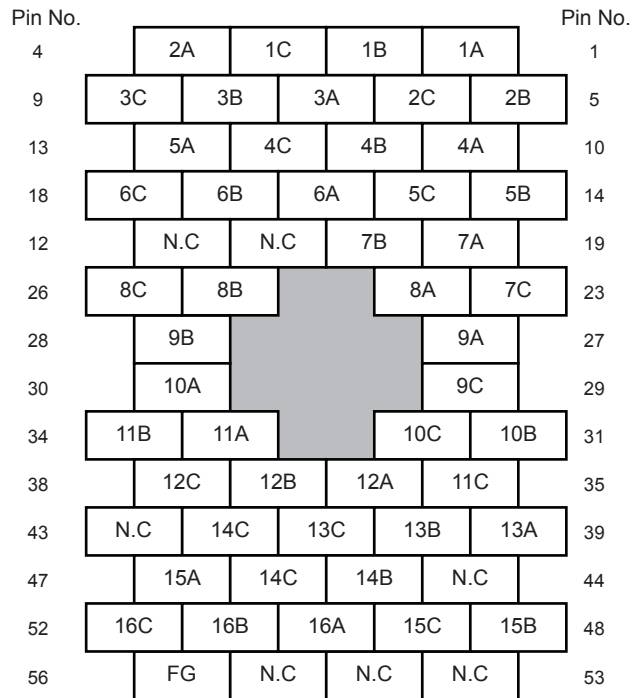 Pin No. Pin No.
4 2A 1C 1B 1A 1
9 3C 3B 3A 2C 2B 5
13 5A 4C 4B 4A 10
18 6C 6B 6A 5C 5B 14
12 N.C N.C 7B 7A 19
26 8C 8B 8A 7C 23
28 9B 9A 27
30 10A 9C 29
34 11B 11A 10C 10B 31
38 12C 12B 12A 11C 35
43 N.C 14C 13C 13B 13A 39
47 15A 14C 14B N.C 44
52 16C 16B 16A 15C 15B 48
56 FG N.C N.C N.C 53